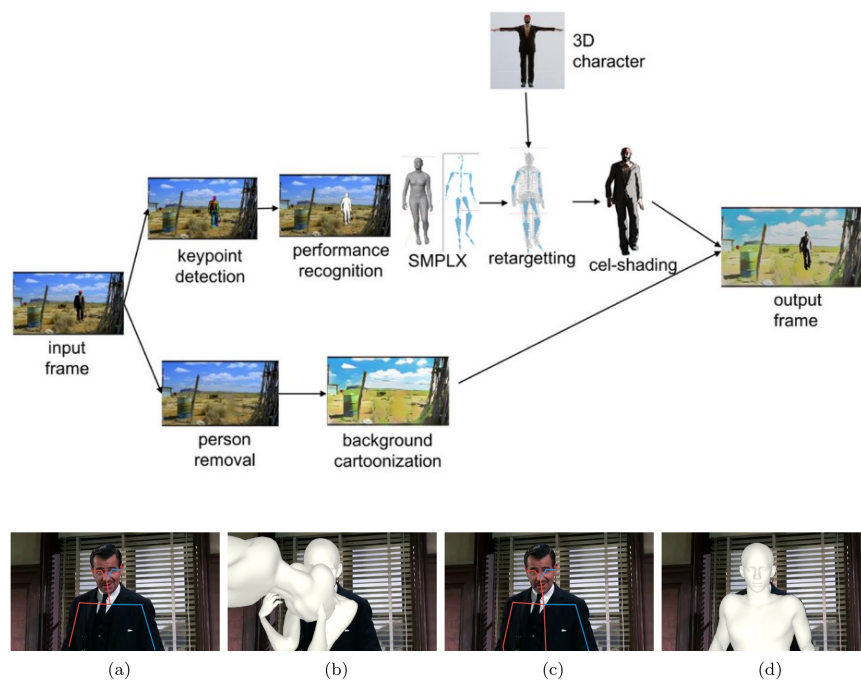 3D
character
keypoint
detection
performance
recognition
SMPLX
retargetting
cel-shading
input
frame
output
frame
person
removal
background
cartoonization
(a)
(b)
(c)
(d)